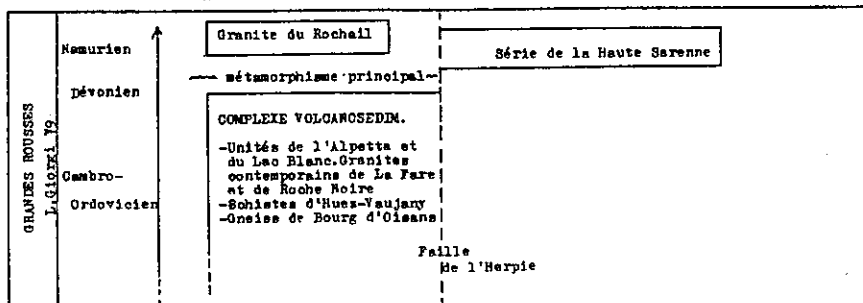 GRANDES ROUSSES
L.Giorgi 79
Namurien
Dévonien
Cambro-
Ordovicien
Granite du Rochail
métamorphisme principal
COMPLEXE VOLCANOSEDIM.
-Unités de l'Alpetta et
du Lac Blanc.Granites
contemporains de La Fare
et de Roche Noire
-Schistes d'Huez-Vaujany
-Gneiss de Bourg d'Oisans
Série de la Haute Sarenne
Faille
de l'Herpie